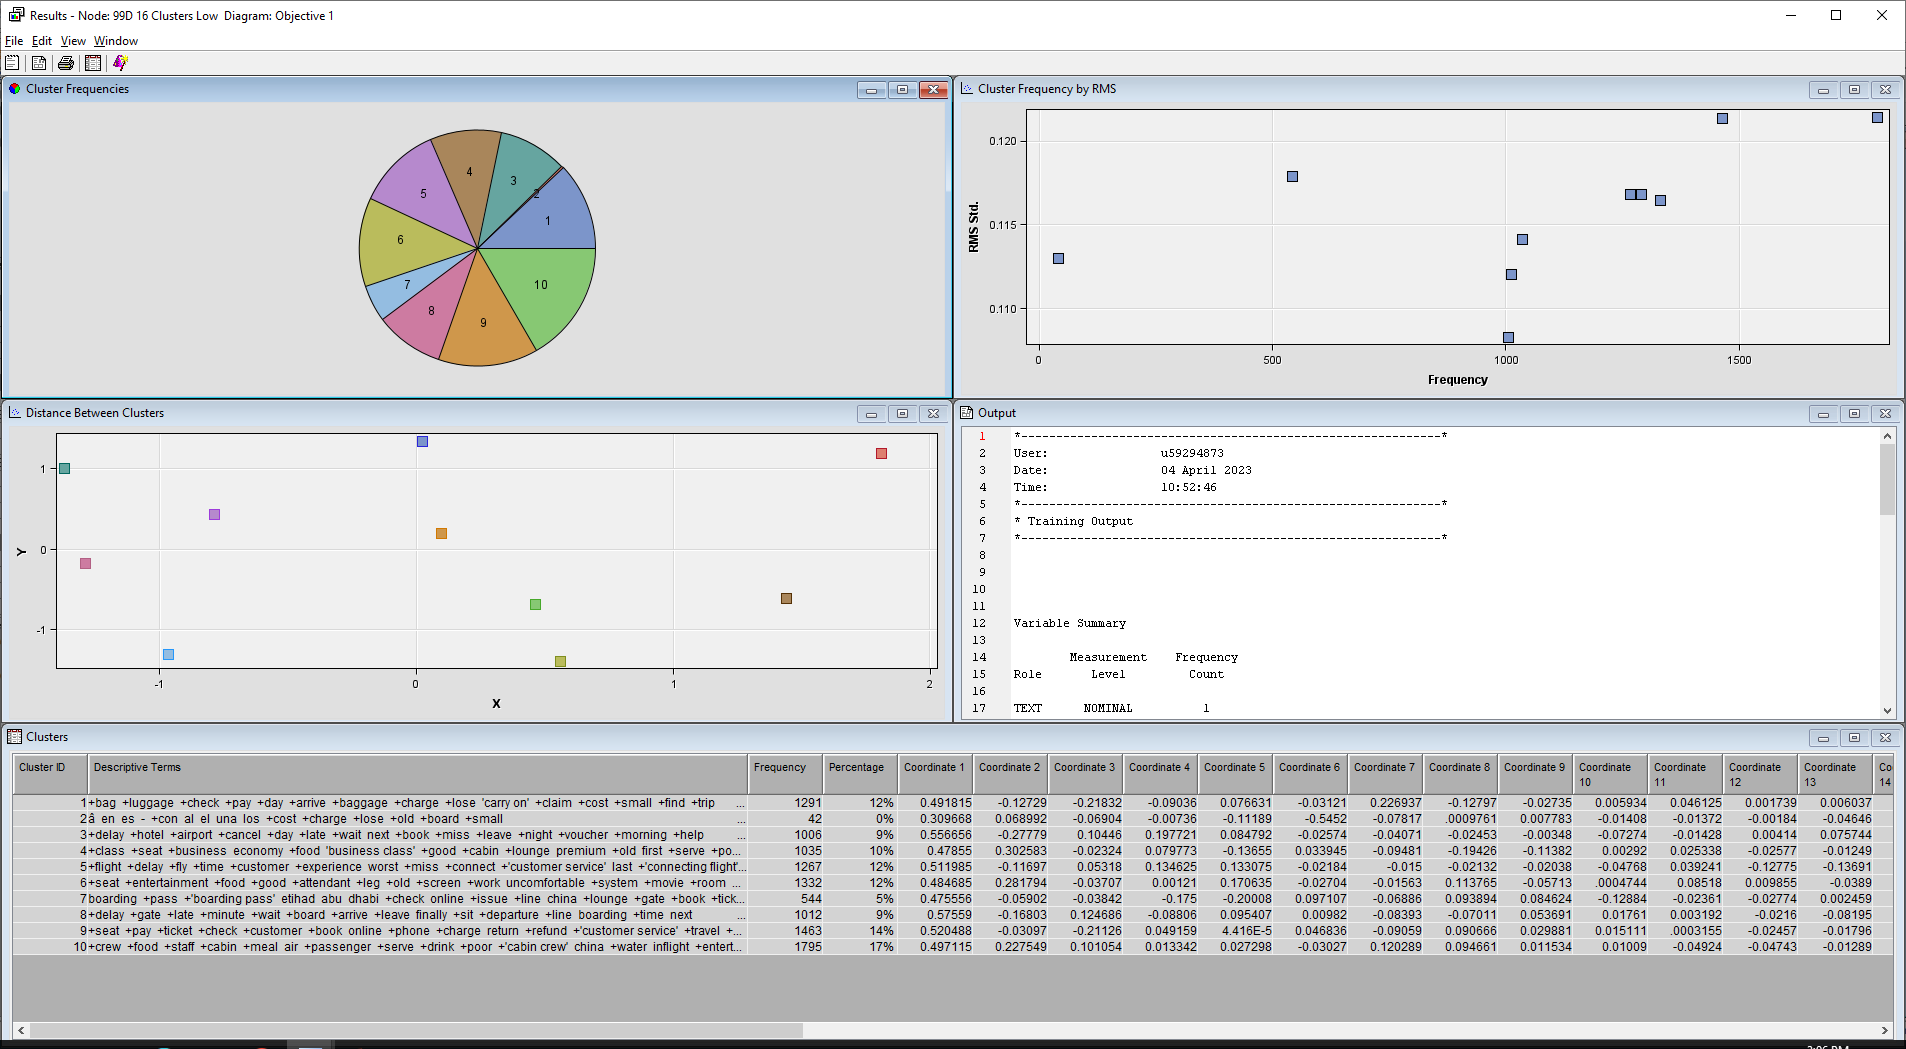 Results - Node: 99D 16 Clusters Low  Diagram: Objective 1
File Edit View Window
Cluster Frequencies
1
2
3
4
5
6
7
8
9
10
Cluster Frequency by RMS
RMS Std.
0.120
0.115
0.110
0 500 1000 1500
Frequency
Distance Between Clusters
Y
1
0
-1
-1 0 1 2
X
Output
1 *------------------------------------------------------------*
2 User: u59294873
3 Date: 04 April 2023
4 Time: 10:52:46
5 *------------------------------------------------------------*
6 * Training Output
7 *------------------------------------------------------------*
8
9
10
11
12 Variable Summary
13
14 Measurement Frequency
15 Role Level Count
16
17 TEXT NOMINAL 1
Clusters
Cluster ID Descriptive Terms Frequency Percentage Coordinate 1 Coordinate 2 Coordinate 3 Coordinate 4 Coordinate 5 Coordinate 6 Coordinate 7 Coordinate 8 Coordinate 9 Coordinate 10 Coordinate 11 Coordinate 12 Coordinate 13 Co 14
1 +bag +luggage +check +pay +day +arrive +baggage +charge +lose 'carry on' +claim +cost +small +find +trip ... 1291 12% 0.491815 -0.12729 -0.21832 -0.09036 0.076631 -0.03121 0.226937 -0.12797 -0.02735 0.005934 0.046125 0.001739 0.006037
2 â en es - +con al el una los +cost +charge +lose +old +board +small 42 0% 0.309668 0.068992 -0.06904 -0.00736 -0.11189 -0.5452 -0.07817 .0009761 0.007783 -0.01408 -0.01372 -0.00184 -0.04646
3 +delay +hotel +airport +cancel +day +late +wait next +book +miss +leave +night +voucher +morning +help 1006 9% 0.556656 -0.27779 0.10446 0.197721 0.084792 -0.02574 -0.04071 -0.02453 -0.00348 -0.07274 -0.01428 0.00414 0.075744
4 +class +seat +business economy +food 'business class' +good +cabin +lounge premium +old first +serve +po... 1035 10% 0.47855 0.302583 -0.02324 0.079773 -0.13655 0.033945 -0.09481 -0.19426 -0.11382 0.00292 0.025338 -0.02577 -0.01249
5 +flight +delay +fly +time +customer +experience worst +miss +connect +'customer service' last +'connecting flight'... 1267 12% 0.511985 -0.11697 0.05318 0.134625 0.133075 -0.02184 -0.015 -0.02132 -0.02038 -0.04768 0.039241 -0.12775 -0.13691
6 +seat +entertainment +food +good +attendant +leg +old +screen +work uncomfortable +system +movie +room ... 1332 12% 0.484685 0.281794 -0.03707 0.00121 0.170635 -0.02704 -0.01563 0.113765 -0.05713 .0004744 0.08518 0.009855 -0.0389
7 boarding +pass +'boarding pass' etihad abu dhabi +check online +issue +line china +lounge +gate +book +tick... 544 5% 0.475556 -0.05902 -0.03842 -0.175 -0.20008 0.097107 -0.06886 0.093894 0.084624 -0.12884 -0.02361 -0.02774 0.002459
8 +delay +gate +late +minute +wait +board +arrive +leave finally +sit +departure +line boarding +time next ... 1012 9% 0.57559 -0.16803 0.124686 -0.08806 0.095407 0.00982 -0.08393 -0.07011 0.053691 0.01761 0.003192 -0.0216 -0.08195
9 +seat +pay +ticket +check +customer +book online +phone +charge return +refund +'customer service' +travel +... 1463 14% 0.520488 -0.03097 -0.21126 0.049159 4.416E-5 0.046836 -0.09059 0.090666 0.029881 0.015111 .0003155 -0.02457 -0.01796
10 +crew +food +staff +cabin +meal air +passenger +serve +drink +poor +'cabin crew' china +water inflight +entert... 1795 17% 0.497115 0.227549 0.101054 0.013342 0.027298 -0.03027 0.120289 0.094661 0.011534 0.01009 -0.04924 -0.04743 -0.01289